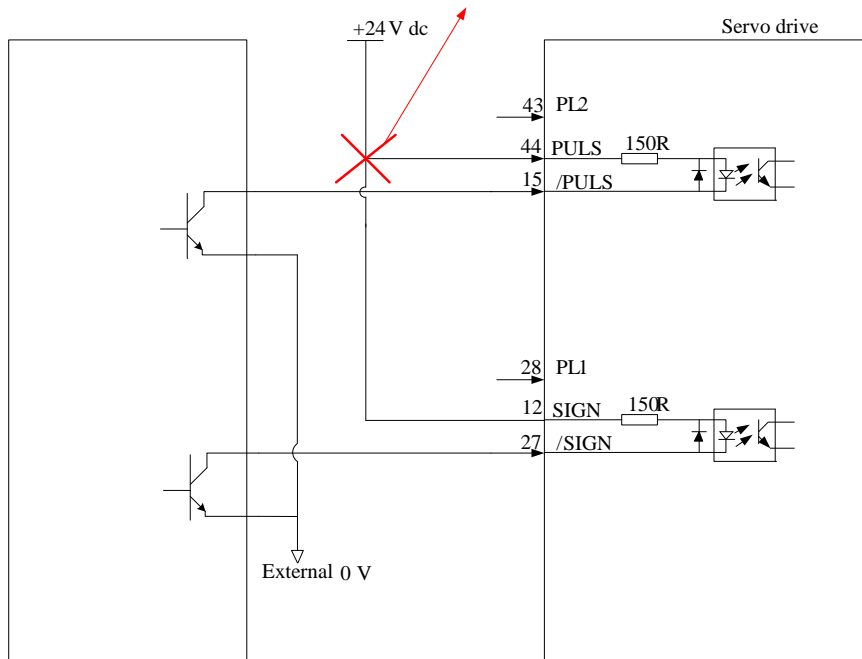 +24V dc
Servo drive
43 PL2
44 PULS 150R
15 /PULS
28 PL1
12 SIGN 150R
27 /SIGN
External 0 V